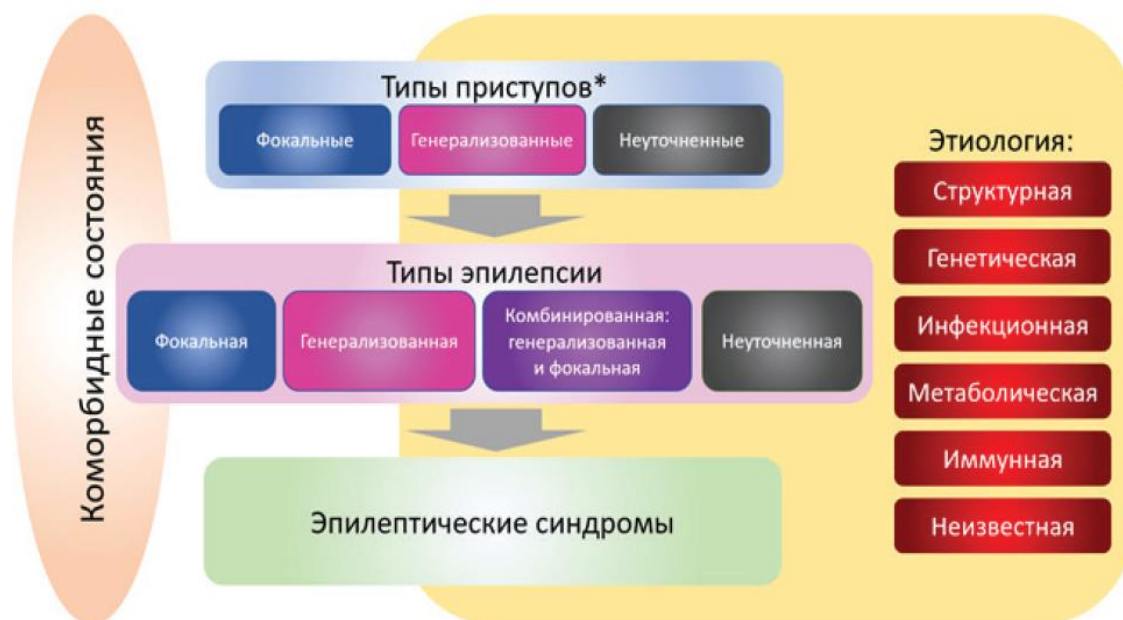 Коморбидные состояния
Типы приступов*
Фокальные
Генерализованные
Неуточненные
Типы эпилепсии
Фокальная
Генерализованная
Комбинированная:
генерализованная
и фокальная
Неуточненная
Эпилептические синдромы
Этиология:
Структурная
Генетическая
Инфекционная
Метаболическая
Иммунная
Неизвестная